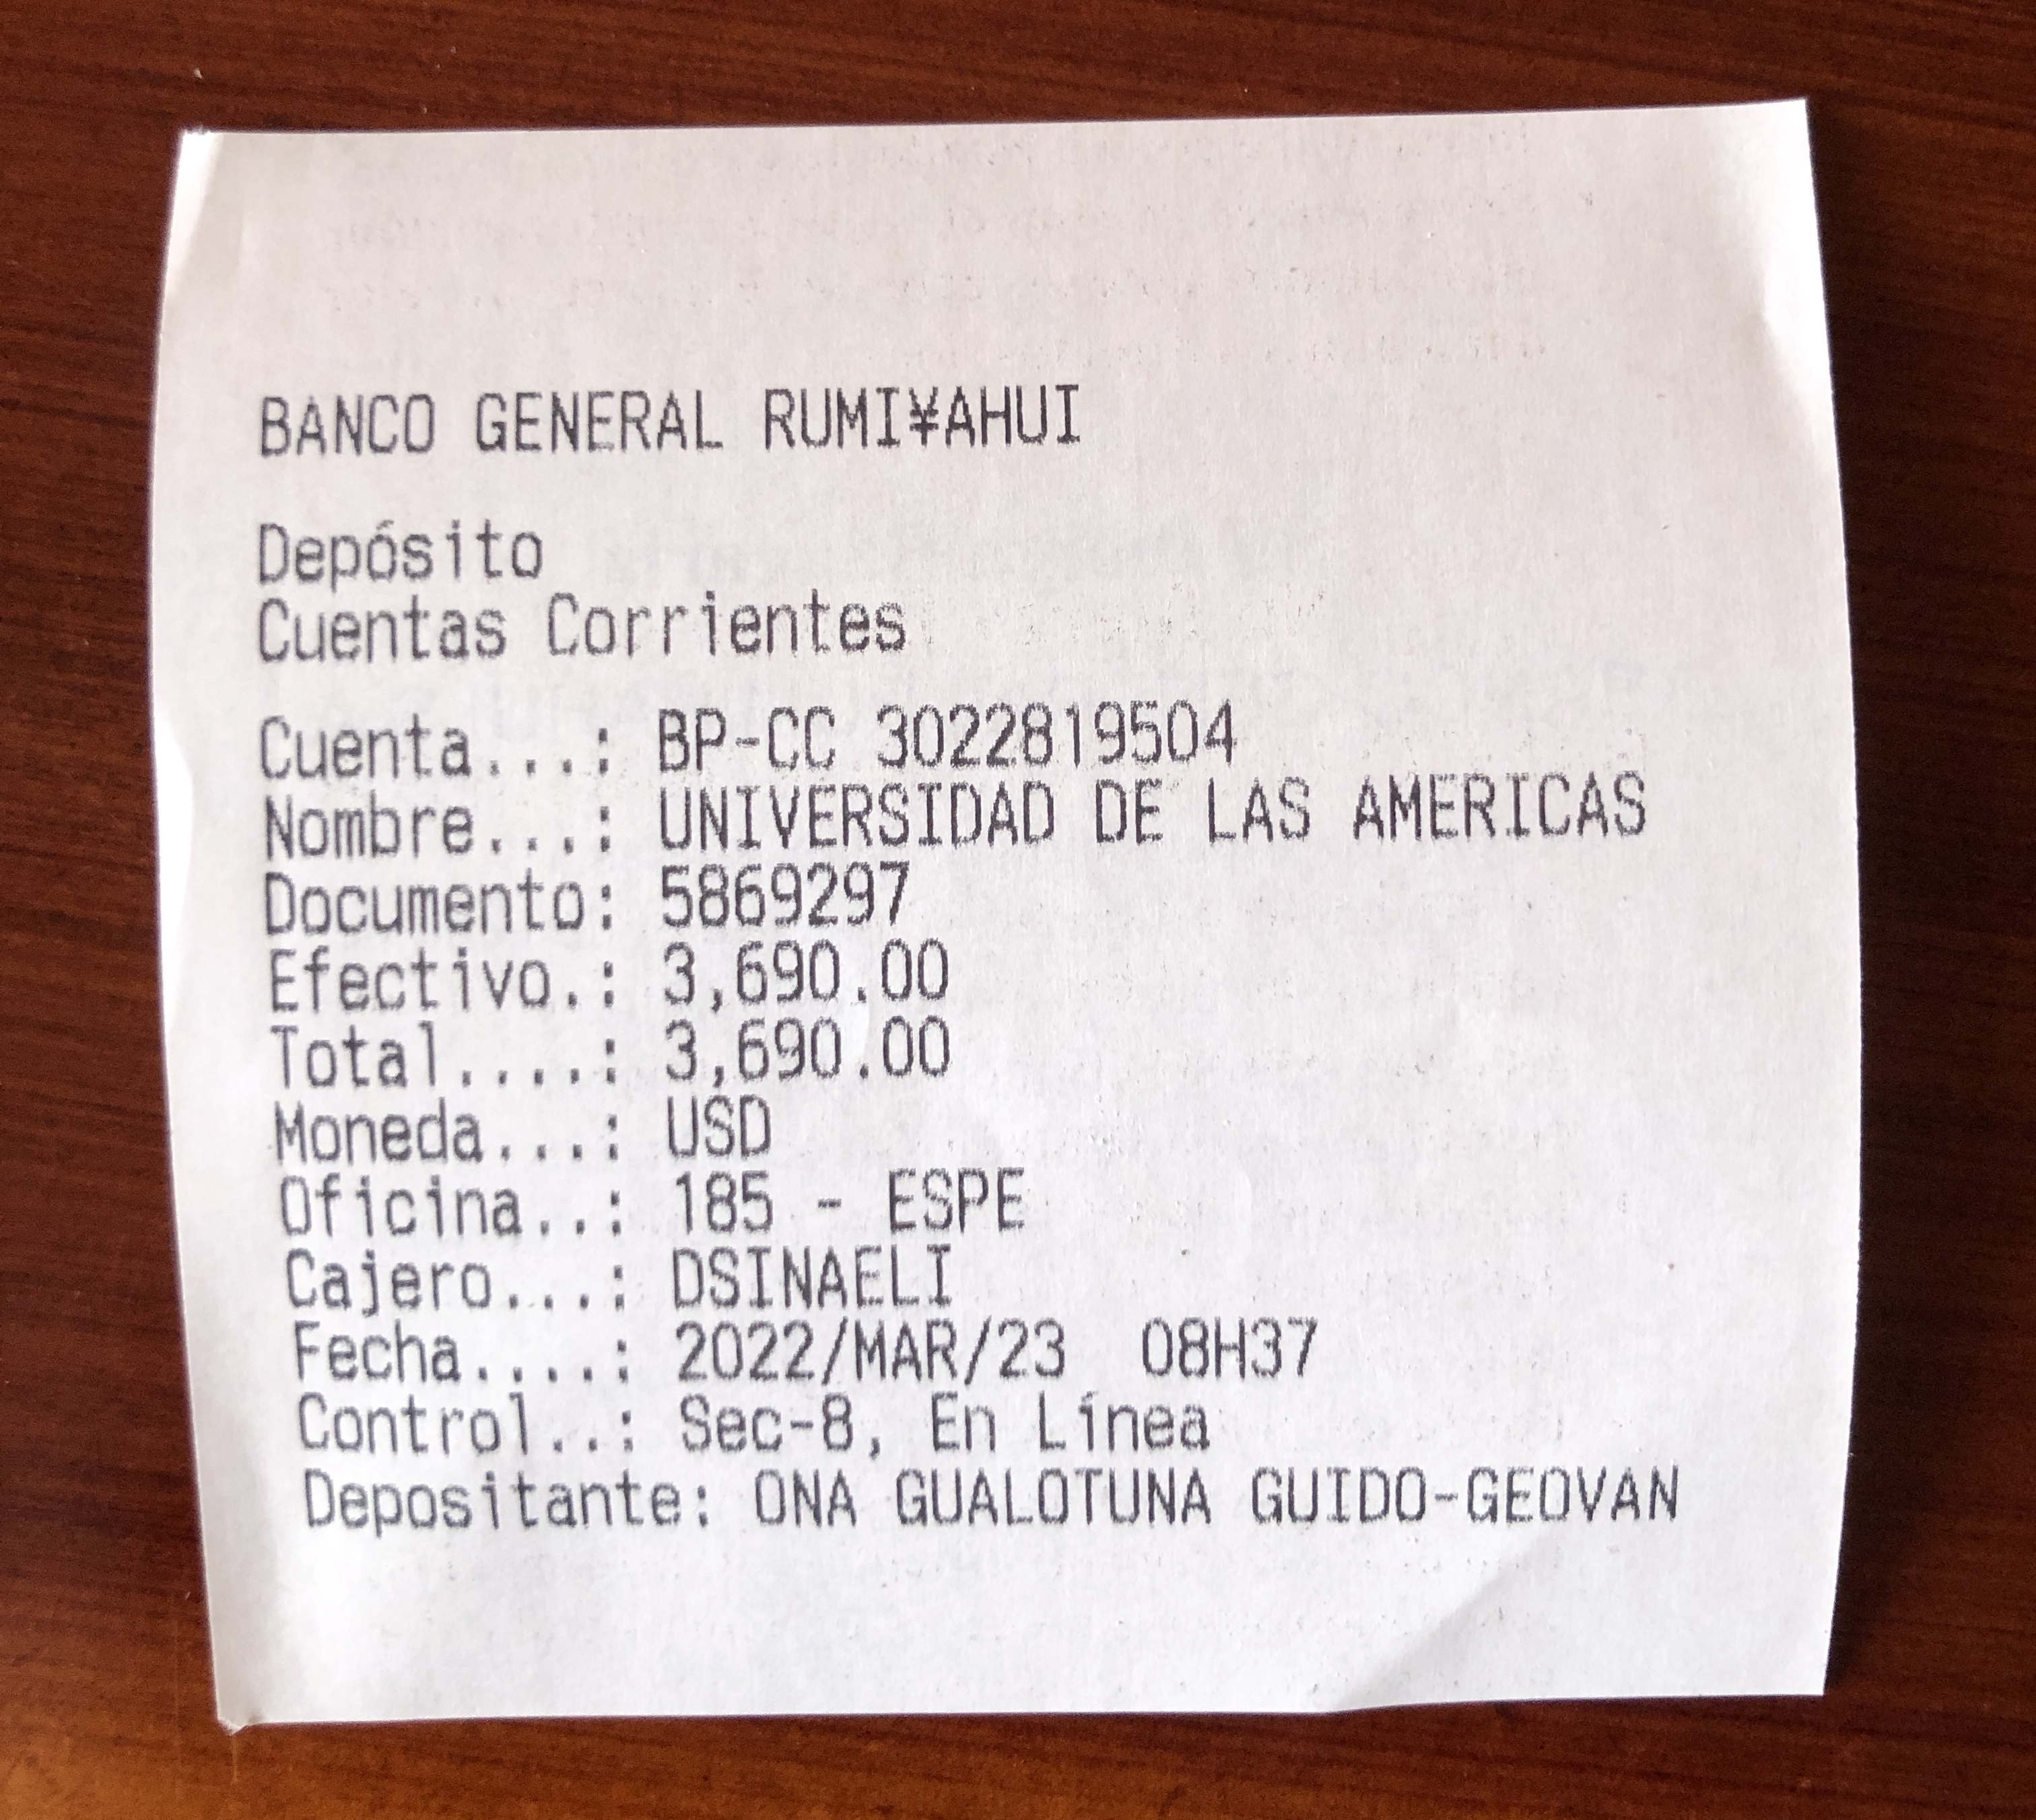 BANCO GENERAL RUMI¥AHUI
Depósito
Cuentas Corrientes
Cuenta...: BP-CC 3022819504
Nombre...: UNIVERSIDAD DE LAS AMERICAS
Documento: 5869297
Efectivo.: 3,690.00
Total....: 3,690.00
Moneda...: USD
Oficina..: 185 - ESPE
Cajero...: DSINAELI
Fecha....: 2022/MAR/23  08H37
Control..: Sec-8, En Línea
Depositante: ONA GUALOTUNA GUIDO-GEOVAN